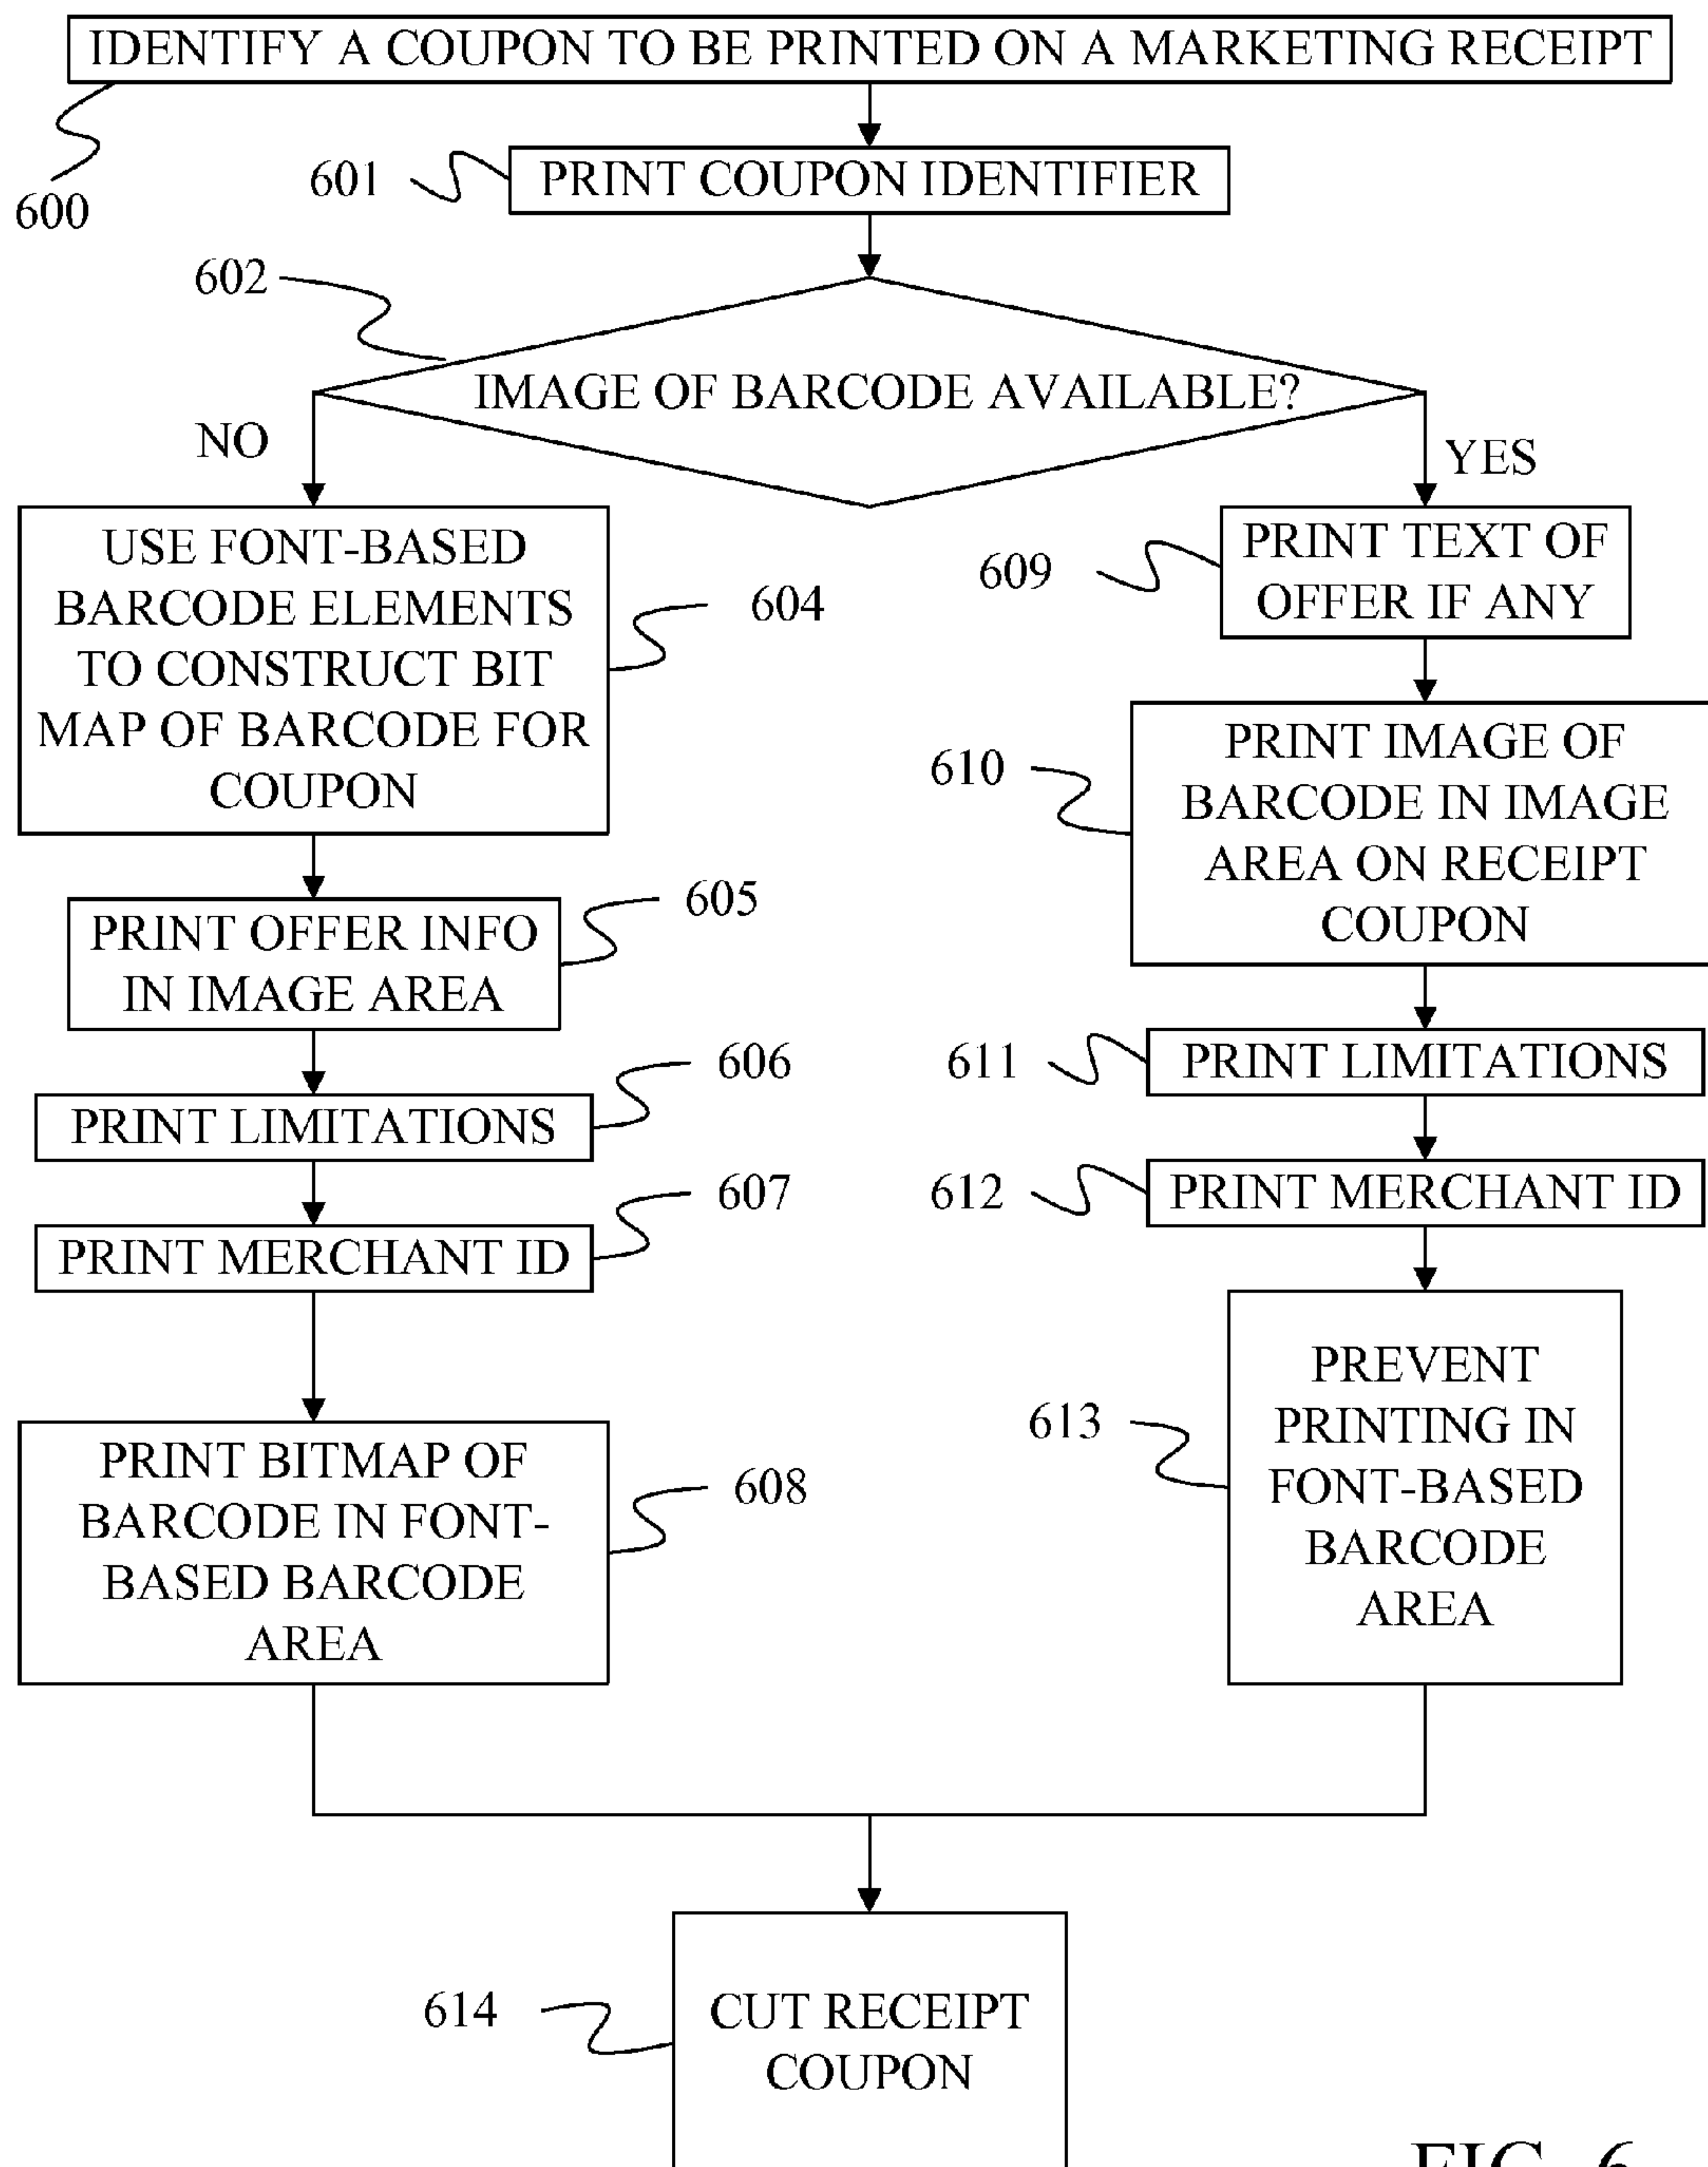 IDENTIFY A COUPON TO BE PRINTED ON A MARKETING RECEIPT
600
601
PRINT COUPON IDENTIFIER
602
IMAGE OF BARCODE AVAILABLE?
NO
YES
USE FONT-BASED
BARCODE ELEMENTS
TO CONSTRUCT BIT
MAP OF BARCODE FOR
COUPON
604
PRINT OFFER INFO
IN IMAGE AREA
605
PRINT LIMITATIONS
606
PRINT MERCHANT ID
607
PRINT BITMAP OF
BARCODE IN FONT-
BASED BARCODE
AREA
608
609
PRINT TEXT OF
OFFER IF ANY
610
PRINT IMAGE OF
BARCODE IN IMAGE
AREA ON RECEIPT
COUPON
611
PRINT LIMITATIONS
612
PRINT MERCHANT ID
613
PREVENT
PRINTING IN
FONT-BASED
BARCODE
AREA
614
CUT RECEIPT
COUPON
FIG. 6